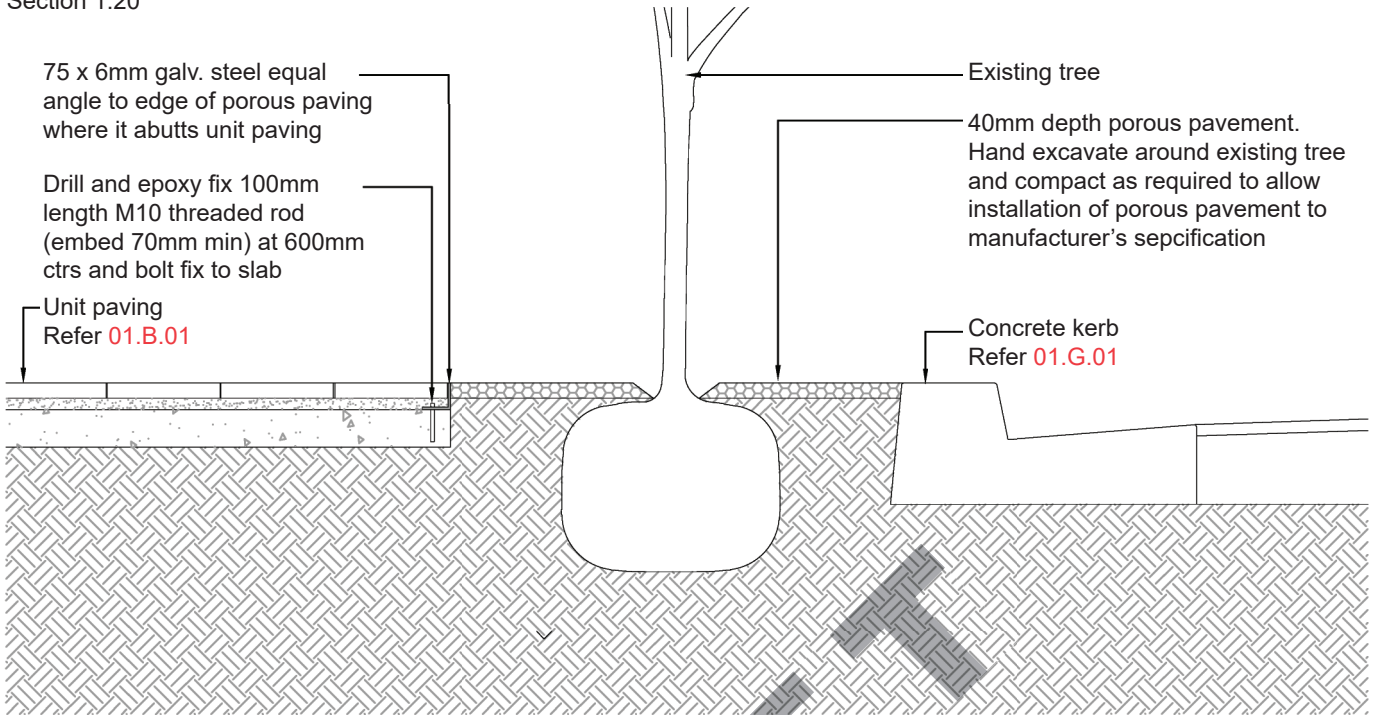 Section 1:20
75 x 6mm galv. steel equal
angle to edge of porous paving
where it abutts unit paving
Drill and epoxy fix 100mm
length M10 threaded rod
(embed 70mm min) at 600mm
ctrs and bolt fix to slab
Unit paving
Refer 01.B.01
Existing tree
40mm depth porous pavement.
Hand excavate around existing tree
and compact as required to allow
installation of porous pavement to
manufacturer's sepcification
Concrete kerb
Refer 01.G.01
T